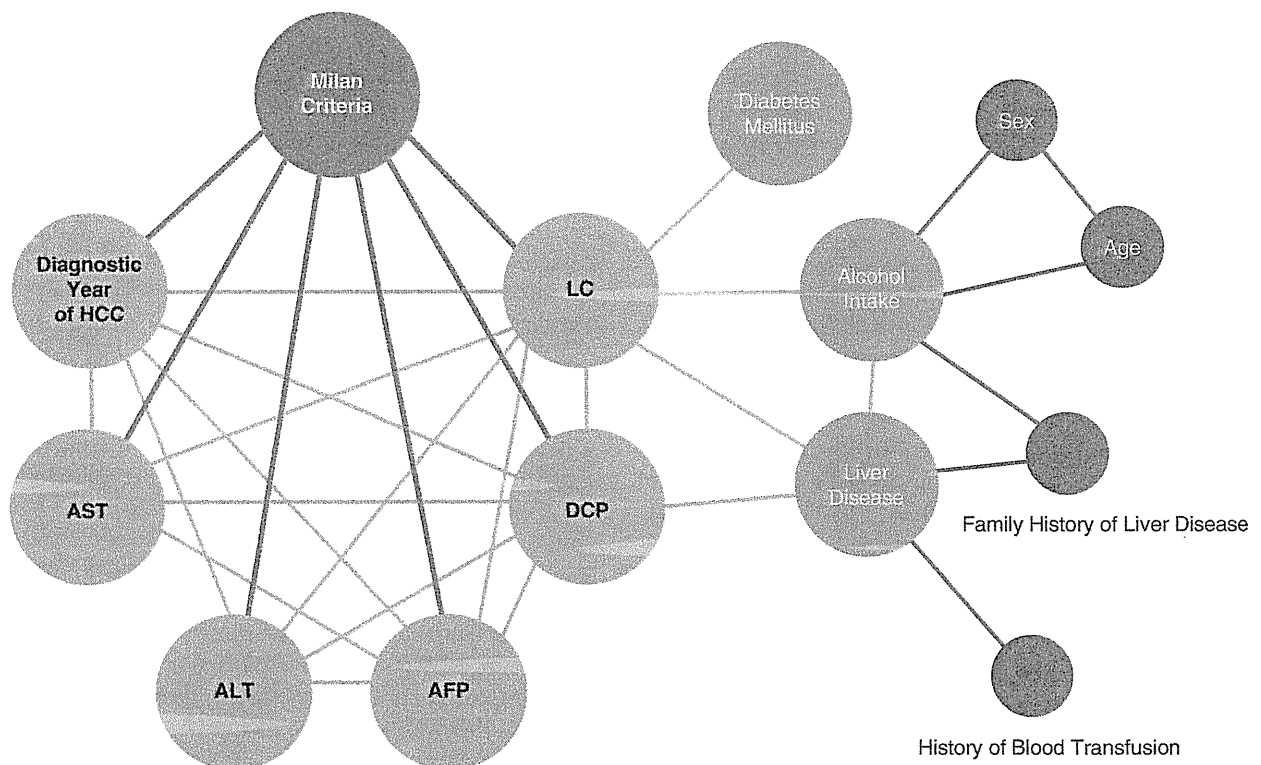 Milan
Criteria
Diabetes
Mellitus
Sex
Age
Diagnostic
Year
of HCC
LC
Alcohol
Intake
AST
DCP
Liver
Disease
Family History of Liver Disease
ALT
AFP
History of Blood Transfusion